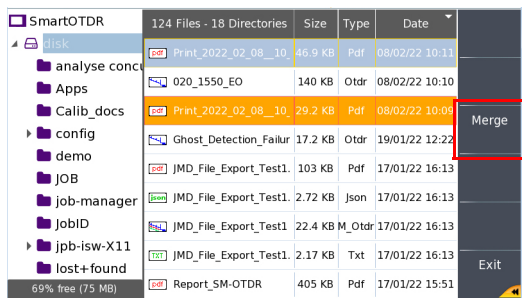 SmartOTDR
124 Files - 18 Directories Size Type Date
disk
Print_2022_02_08__10_ 46.9 KB Pdf 08/02/22 10:11
analyse concu
020_1550_EO 140 KB Otdr 08/02/22 10:10
Apps
Print_2022_02_08__10_ 29.2 KB Pdf 08/02/22 10:09
Calib_docs
Merge
config
Ghost_Detection_Failur 17.2 KB Otdr 19/01/22 12:22
demo
pdf JMD_File_Export_Test1. 103 KB Pdf 17/01/22 16:13
JOB
json JMD_File_Export_Test1. 2.72 KB Json 17/01/22 16:13
job-manager
JobID
JMD_File_Export_Test1 22.4 KB M_Otdr 17/01/22 16:13
jpb-isw-X11
TXT JMD_File_Export_Test1. 2.17 KB Txt 17/01/22 16:13
Exit
lost+found
69% free (75 MB)
pdf Report_SM-OTDR 405 KB Pdf 17/01/22 15:51